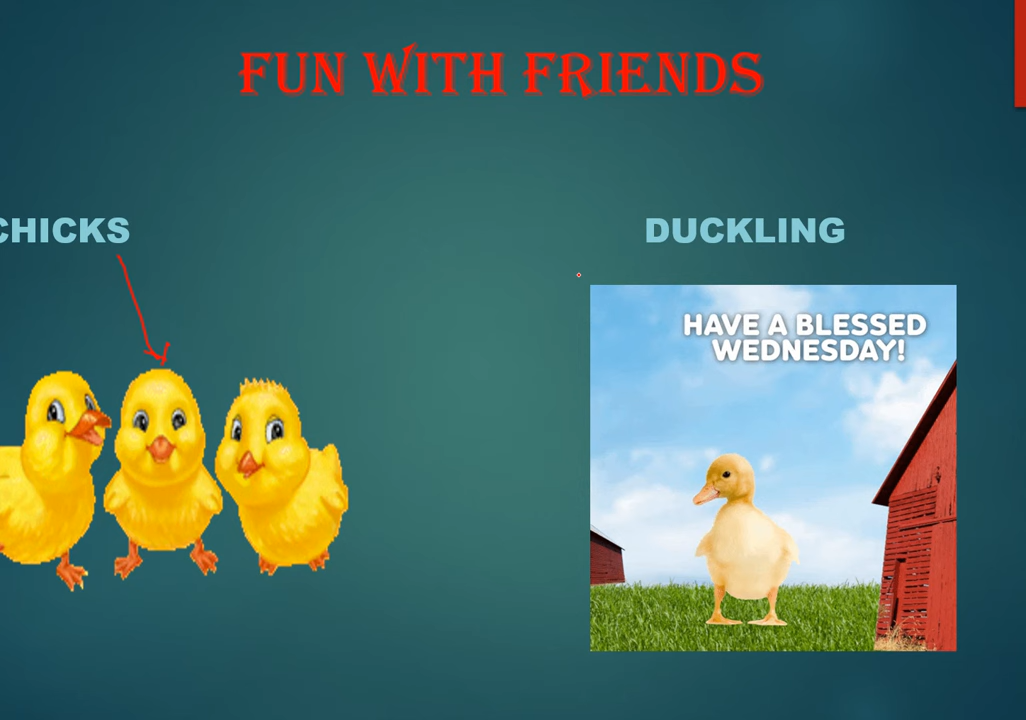 FUN WITH FRIENDS
CHICKS
DUCKLING
HAVE A BLESSED
WEDNESDAY!